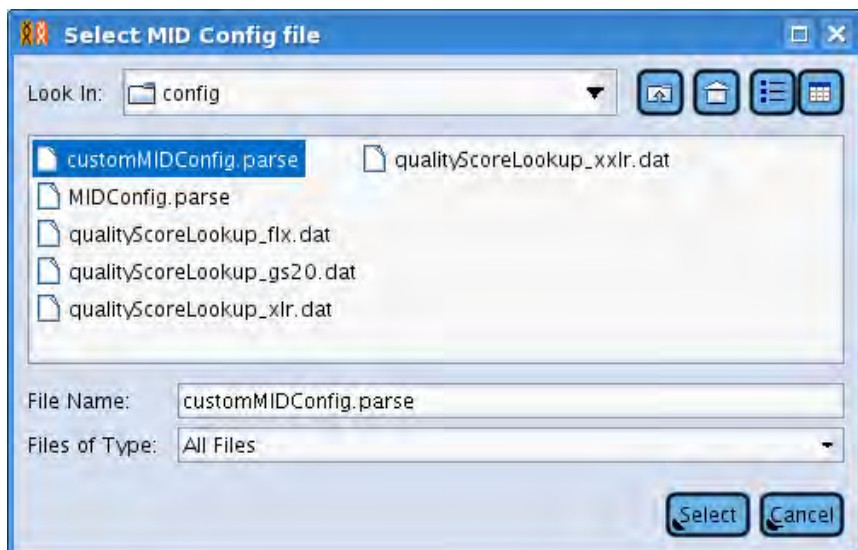 Select MID Config file
Look In: config
customMIDConfig.parse qualityScoreLookup_xxlr.dat
MIDConfig.parse
qualityScoreLookup_flx.dat
qualityScoreLookup_gs20.dat
qualityScoreLookup_xlr.dat
File Name: customMIDConfig.parse
Files of Type: All Files
Select Cancel